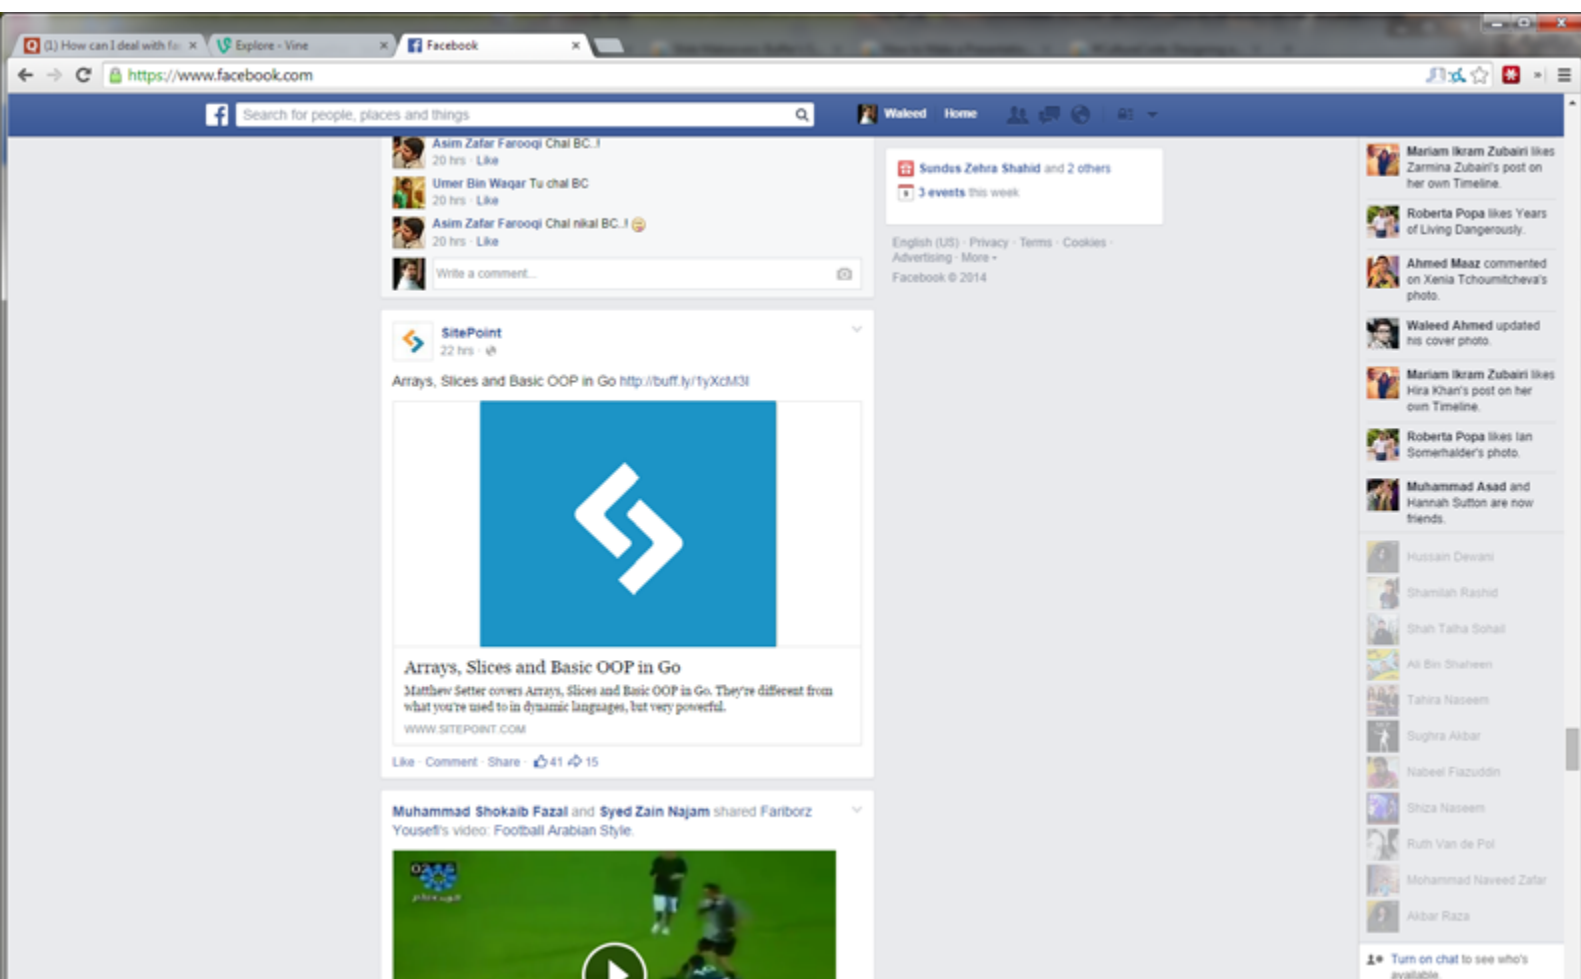 (1) How can I deal with fa
Explore - Vine
Facebook
https://www.facebook.com
Search for people, places and things
Waleed Home
Asim Zafar Farooqi Chal BC..!
20 hrs · Like
Umer Bin Waqar Tu chal BC
20 hrs · Like
Asim Zafar Farooqi Chal nikal BC..!
20 hrs · Like
Write a comment...
SitePoint
22 hrs ·
Arrays, Slices and Basic OOP in Go http://buff.ly/1yXcM3l
Arrays, Slices and Basic OOP in Go
Matthew Setter covers Arrays, Slices and Basic OOP in Go. They're different from
what you're used to in dynamic languages, but very powerful.
WWW.SITEPOINT.COM
Like · Comment · Share · 41 15
Muhammad Shokaib Fazal and Syed Zain Najam shared Fariborz
Yousefi's video: Football Arabian Style.
Sundus Zehra Shahid and 2 others
9 3 events this week
English (US) · Privacy · Terms · Cookies ·
Advertising · More
Facebook © 2014
Mariam Ikram Zubairi likes
Zarmina Zubairi's post on
her own Timeline.
Roberta Popa likes Years
of Living Dangerously.
Ahmed Maaz commented
on Xenia Tchoumitcheva's
photo.
Waleed Ahmed updated
his cover photo.
Mariam Ikram Zubairi likes
Hira Khan's post on her
own Timeline.
Roberta Popa likes Ian
Somerhalder's photo.
Muhammad Asad and
Hannah Sutton are now
friends.
Hussain Dewani
Shamilah Rashid
Shah Talha Sohail
Ali Bin Shaheen
Tahira Naseem
Sughra Akbar
Nabeel Fiazuddin
Shiza Naseem
Ruth Van de Pol
Mohammad Naveed Zafar
Akbar Raza
Turn on chat to see who's
available.